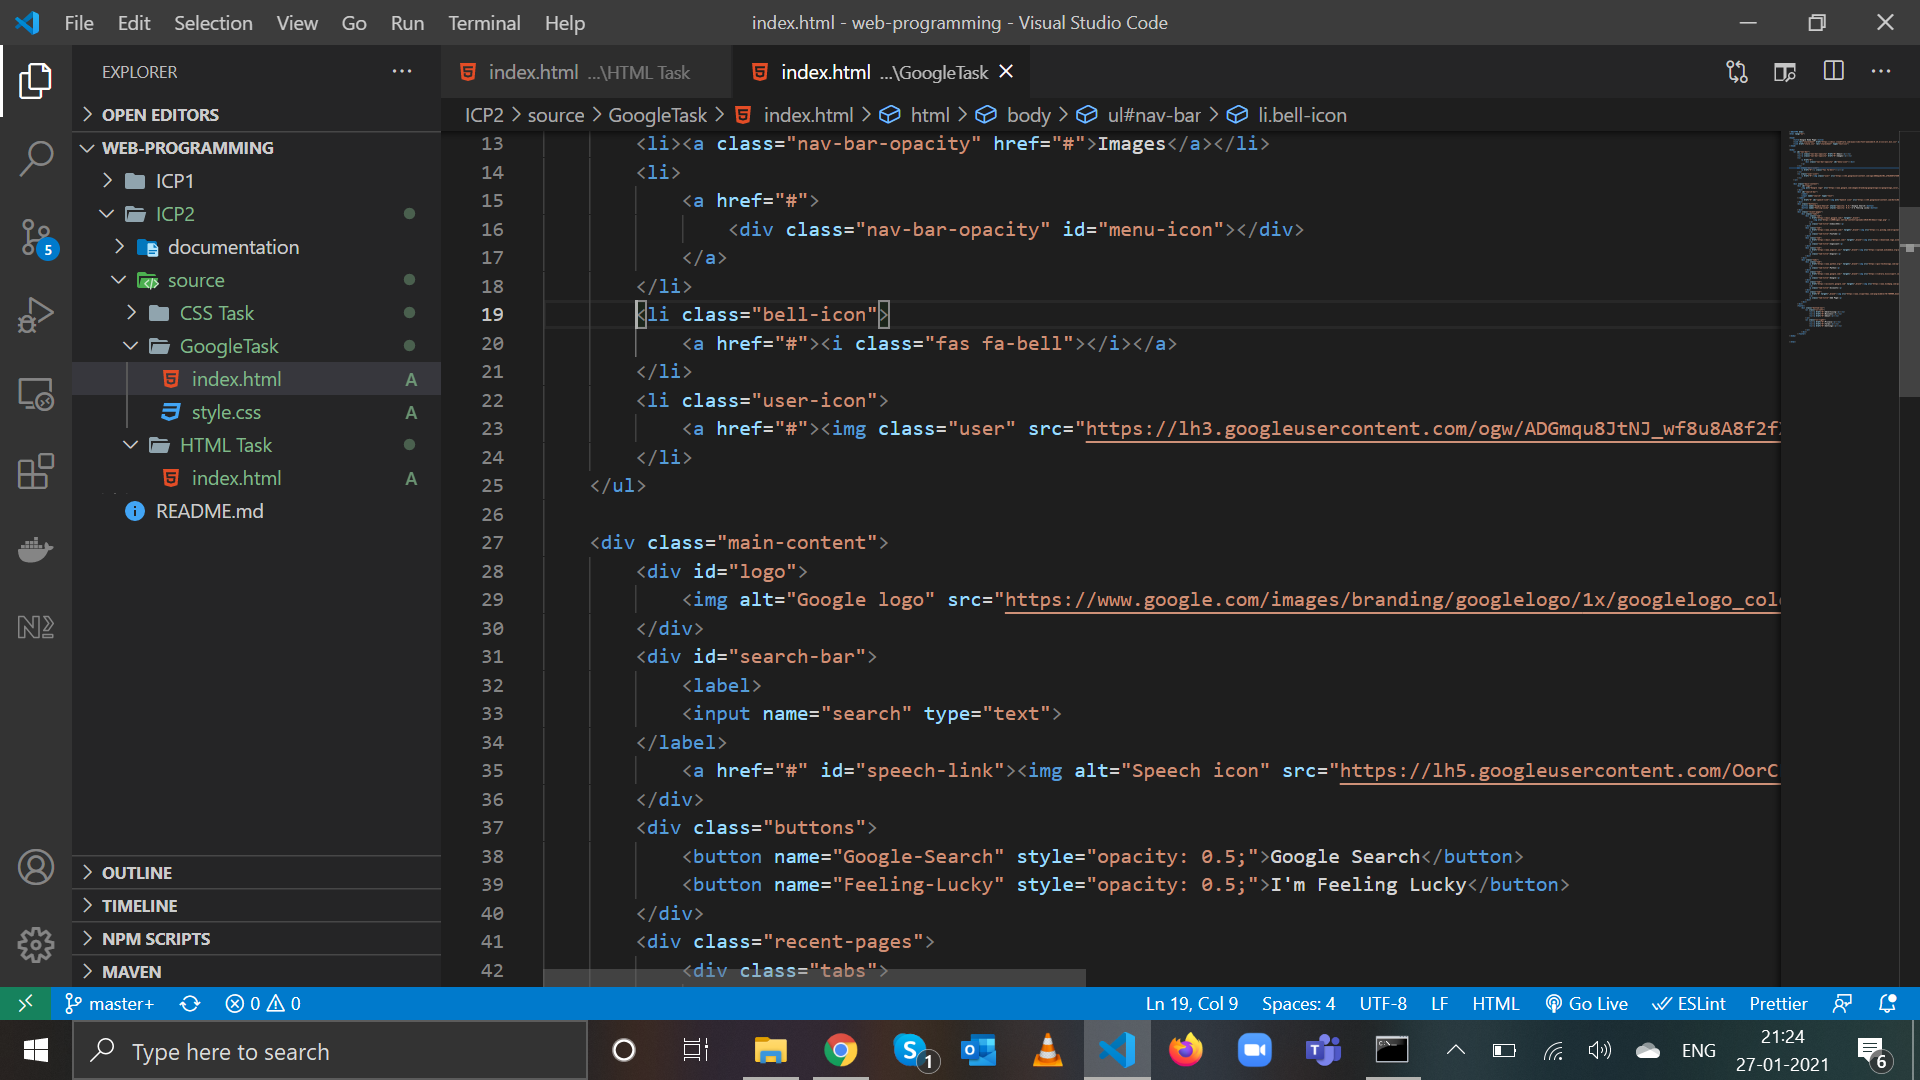 File Edit Selection View Go Run Terminal Help
index.html - web-programming - Visual Studio Code
EXPLORER
index.html ...\HTML Task
index.html ...\GoogleTask
OPEN EDITORS
ICP2 > source > GoogleTask > index.html > html > body > ul#nav-bar > li.bell-icon
WEB-PROGRAMMING
ICP1
ICP2
documentation
source
CSS Task
GoogleTask
index.html A
style.css A
HTML Task
index.html A
README.md
5
OUTLINE
TIMELINE
NPM SCRIPTS
MAVEN
13 <li><a class="nav-bar-opacity" href="#">Images</a></li>
14 <li>
15 <a href="#">
16 <div class="nav-bar-opacity" id="menu-icon"></div>
17 </a>
18 </li>
19 <li class="bell-icon">
20 <a href="#"><i class="fas fa-bell"></i></a>
21 </li>
22 <li class="user-icon">
23 <a href="#"><img class="user" src="https://lh3.googleusercontent.com/ogw/ADGmqu8JtNJ_wf8u8A8f2f
24 </li>
25 </ul>
26
27 <div class="main-content">
28 <div id="logo">
29 <img alt="Google logo" src="https://www.google.com/images/branding/googlelogo/1x/googlelogo_col
30 </div>
31 <div id="search-bar">
32 <label>
33 <input name="search" type="text">
34 </label>
35 <a href="#" id="speech-link"><img alt="Speech icon" src="https://lh5.googleusercontent.com/OorC
36 </div>
37 <div class="buttons">
38 <button name="Google-Search" style="opacity: 0.5;">Google Search</button>
39 <button name="Feeling-Lucky" style="opacity: 0.5;">I'm Feeling Lucky</button>
40 </div>
41 <div class="recent-pages">
42 <div class="tabs">
master+ 0 0
Ln 19, Col 9 Spaces: 4 UTF-8 LF HTML Go Live ESLint Prettier
Type here to search
1
ENG
21:24
27-01-2021
6